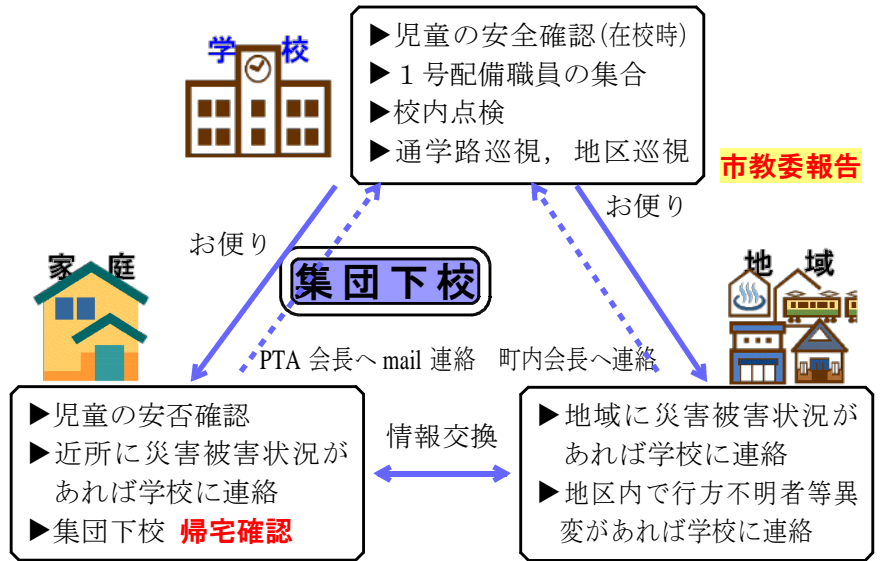 学校
▶児童の安全確認(在校時)
▶１号配備職員の集合
▶校内点検
▶通学路巡視，地区巡視
市教委報告
お便り
お便り
集団下校
家庭
地域
PTA 会長へ mail 連絡　町内会長へ連絡
▶児童の安否確認
▶近所に災害被害状況が
あれば学校に連絡
▶集団下校 帰宅確認
情報交換
▶地域に災害被害状況が
あれば学校に連絡
▶地区内で行方不明者等異
変があれば学校に連絡